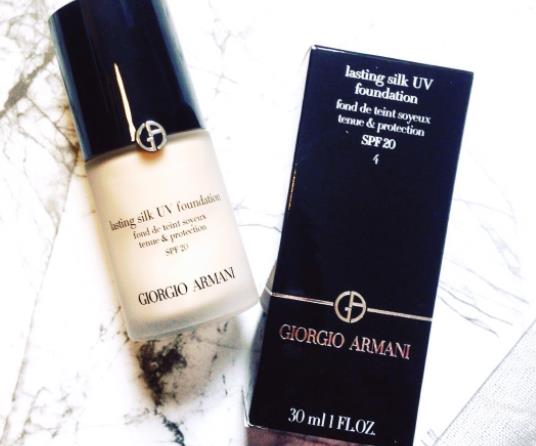 lasting silk UV foundation
fond de teint soyeux
tenue & protection
SPF 20
GIORGIO ARMANI
lasting silk UV
foundation
fond de teint soyeux
tenue & protection
SPF 20
4
GIORGIO ARMANI
30 ml 1 FL.OZ.